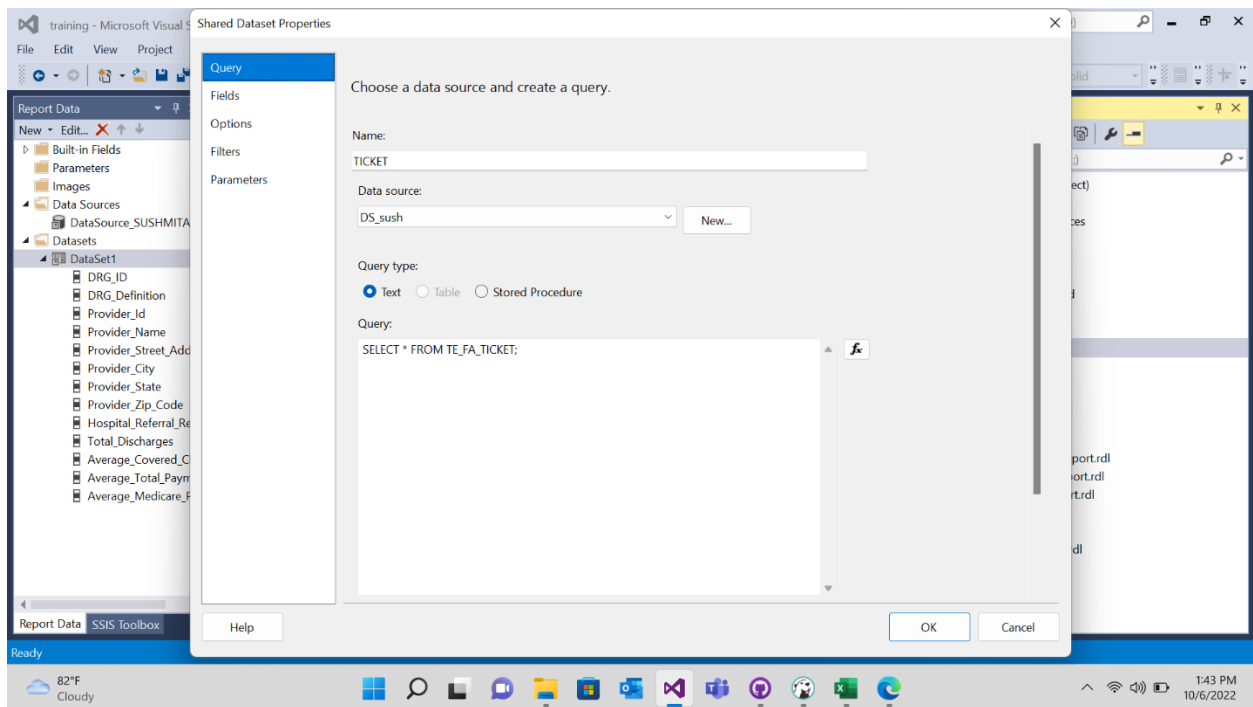 training - Microsoft Visual S
Shared Dataset Properties
File Edit View Project
Query
Fields
Options
Filters
Parameters
Report Data
New Edit...
Built-in Fields
Parameters
Images
Data Sources
DataSource_SUSHMITA
Datasets
DataSet1
DRG_ID
DRG_Definition
Provider_Id
Provider_Name
Provider_Street_Add
Provider_City
Provider_State
Provider_Zip_Code
Hospital_Referral_Re
Total_Discharges
Average_Covered_C
Average_Total_Paym
Average_Medicare_P
Report Data SSIS Toolbox
Choose a data source and create a query.
Name:
TICKET
Data source:
DS_sush
New...
Query type:
Text Table Stored Procedure
Query:
SELECT * FROM TE_FA_TICKET;
fx
Help
OK Cancel
olid
;)
ect)
ces
port.rdl
ort.rdl
rt.rdl
dl
Ready
82°F
Cloudy
1:43 PM
10/6/2022